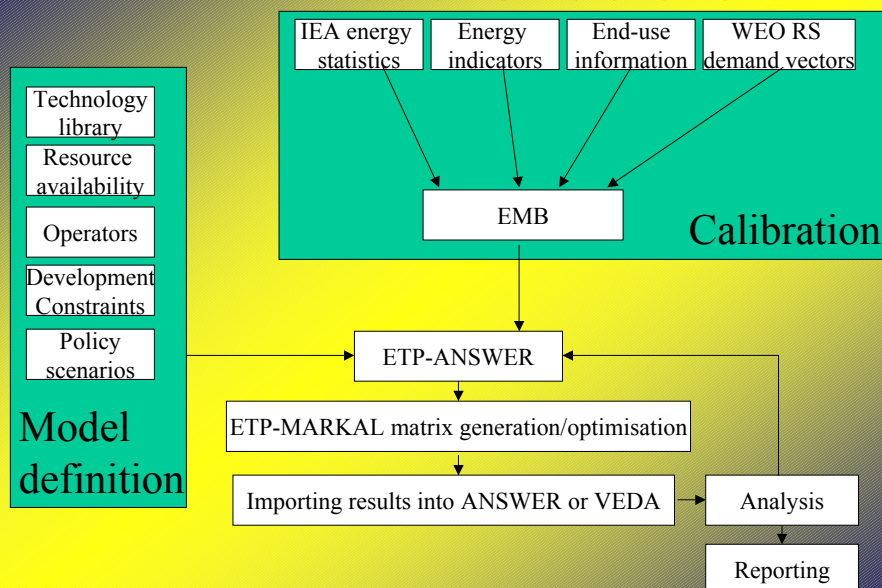 IEA energy
statistics
Energy
indicators
End-use
information
WEO RS
demand vectors
EMB
Calibration
Technology
library
Resource
availability
Operators
Development
Constraints
Policy
scenarios
Model
definition
ETP-ANSWER
ETP-MARKAL matrix generation/optimisation
Importing results into ANSWER or VEDA
Analysis
Reporting